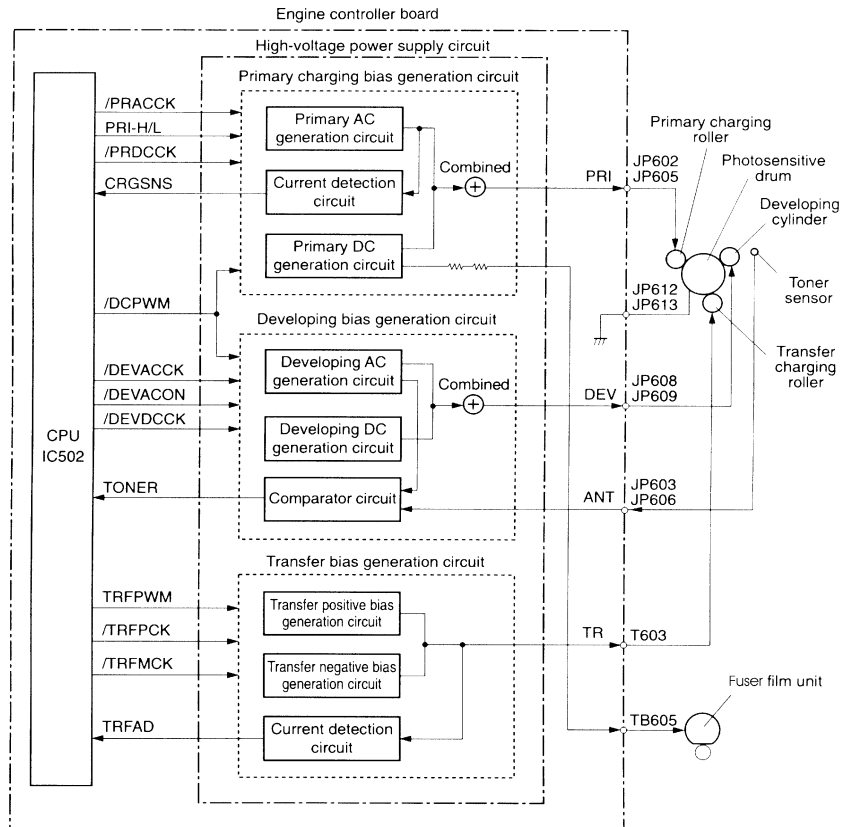 Engine controller board
High-voltage power supply circuit
Primary charging bias generation circuit
/PRACCK
PRI-H/L
/PRDCCK
CRGSNS
Primary AC
generation circuit
Current detection
circuit
Primary DC
generation circuit
Combined
PRI
JP602
JP605
Primary charging
roller
Photosensitive
drum
Developing
cylinder
Toner
sensor
JP612
JP613
Transfer
charging
roller
/DCPWM
Developing bias generation circuit
/DEVACCK
/DEVACON
/DEVDCCK
Developing AC
generation circuit
Developing DC
generation circuit
Combined
DEV
JP608
JP609
CPU
IC502
TONER
Comparator circuit
ANT
JP603
JP606
Transfer bias generation circuit
TRFPWM
/TRFPCK
/TRFMCK
TRFAD
Transfer positive bias
generation circuit
Transfer negative bias
generation circuit
Current detection
circuit
TR
T603
Fuser film unit
TB605